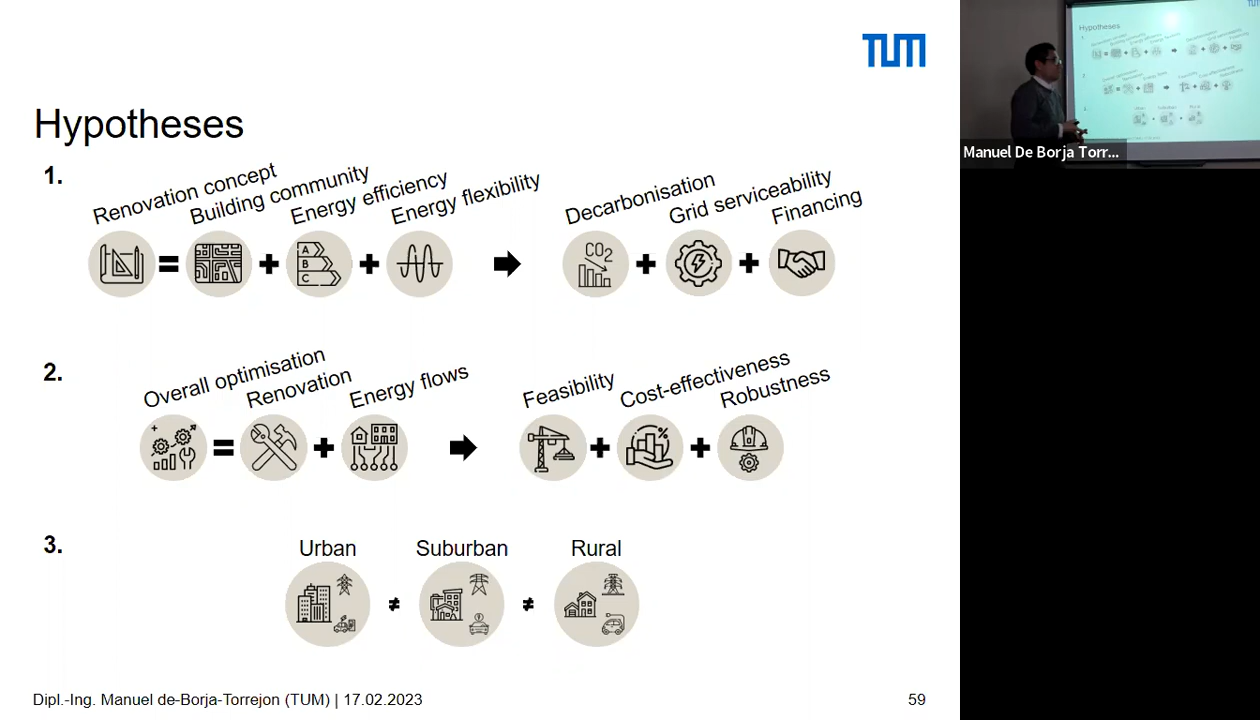 TUM
Hypotheses
1.
Renovation concept
Building community
Energy efficiency
Energy flexibility
Decarbonisation
Grid serviceability
Financing
A
B
C
CO2
2.
Overall optimisation
Renovation
Energy flows
Feasibility
Cost-effectiveness
Robustness
%
3.
Urban
Suburban
Rural
Dipl.-Ing. Manuel de-Borja-Torrejon (TUM) | 17.02.2023
59
Hypotheses
Manuel De Borja Torr...